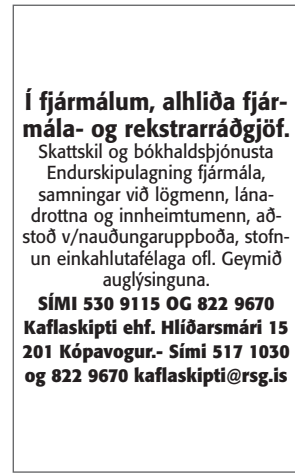 Í fjármálum, alhliða fjár-
mála- og rekstrarráðgjöf.
Skattskil og bókhaldsþjónusta
Endurskipulagning fjármála,
samningar við lögmenn, lána-
drottna og innheimtumenn, að-
stoð v/nauðungaruppboða, stofn-
un einkahlutafélaga ofl. Geymið
auglýsinguna.
SÍMI 530 9115 OG 822 9670
Kaflaskipti ehf. Hlíðarsmári 15
201 Kópavogur.- Sími 517 1030
og 822 9670 kaflaskipti@rsg.is